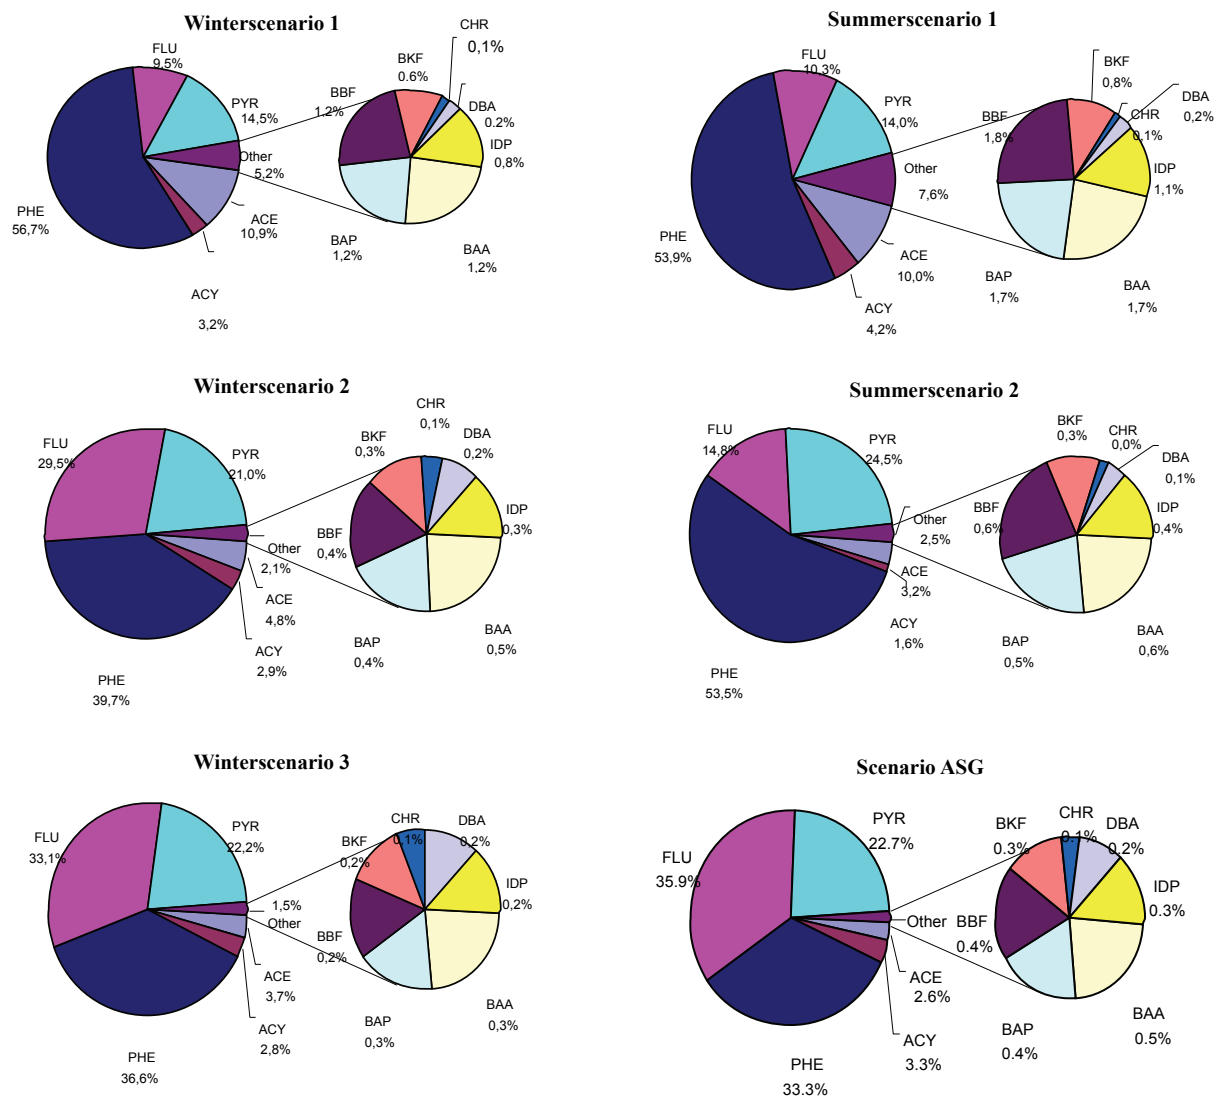 Winterscenario 1
FLU
9,5%
PYR
14,5%
Other
5,2%
ACE
10,9%
ACY
3,2%
PHE
56,7%
BBF
1,2%
BKF
0.6%
CHR
0,1%
DBA
0.2%
IDP
0,8%
BAA
1,2%
BAP
1,2%
Summerscenario 1
FLU
10,3%
PYR
14,0%
Other
7,6%
ACE
10,0%
ACY
4,2%
PHE
53,9%
BBF
1,8%
BKF
0,8%
CHR
0,1%
DBA
0,2%
IDP
1,1%
BAA
1,7%
BAP
1,7%
Winterscenario 2
FLU
29,5%
PYR
21,0%
Other
2,1%
ACE
4,8%
ACY
2,9%
PHE
39,7%
BBF
0,4%
BKF
0,3%
CHR
0,1%
DBA
0,2%
IDP
0,3%
BAA
0,5%
BAP
0,4%
Summerscenario 2
FLU
14,8%
PYR
24,5%
Other
2,5%
ACE
3,2%
ACY
1,6%
PHE
53,5%
BBF
0,6%
BKF
0,3%
CHR
0,0%
DBA
0,1%
IDP
0,4%
BAA
0,6%
BAP
0,5%
Winterscenario 3
FLU
33,1%
PYR
22,2%
1,5%
Other
ACE
3,7%
ACY
2,8%
PHE
36,6%
BBF
0,2%
BKF
0,2%
CHR
0,1%
DBA
0,2%
IDP
0,2%
BAA
0,3%
BAP
0,3%
Scenario ASG
FLU
35.9%
PYR
22.7%
Other
ACE
2.6%
ACY
3.3%
PHE
33.3%
BBF
0.4%
BKF
0.3%
CHR
0.1%
DBA
0.2%
IDP
0.3%
BAA
0.5%
BAP
0.4%